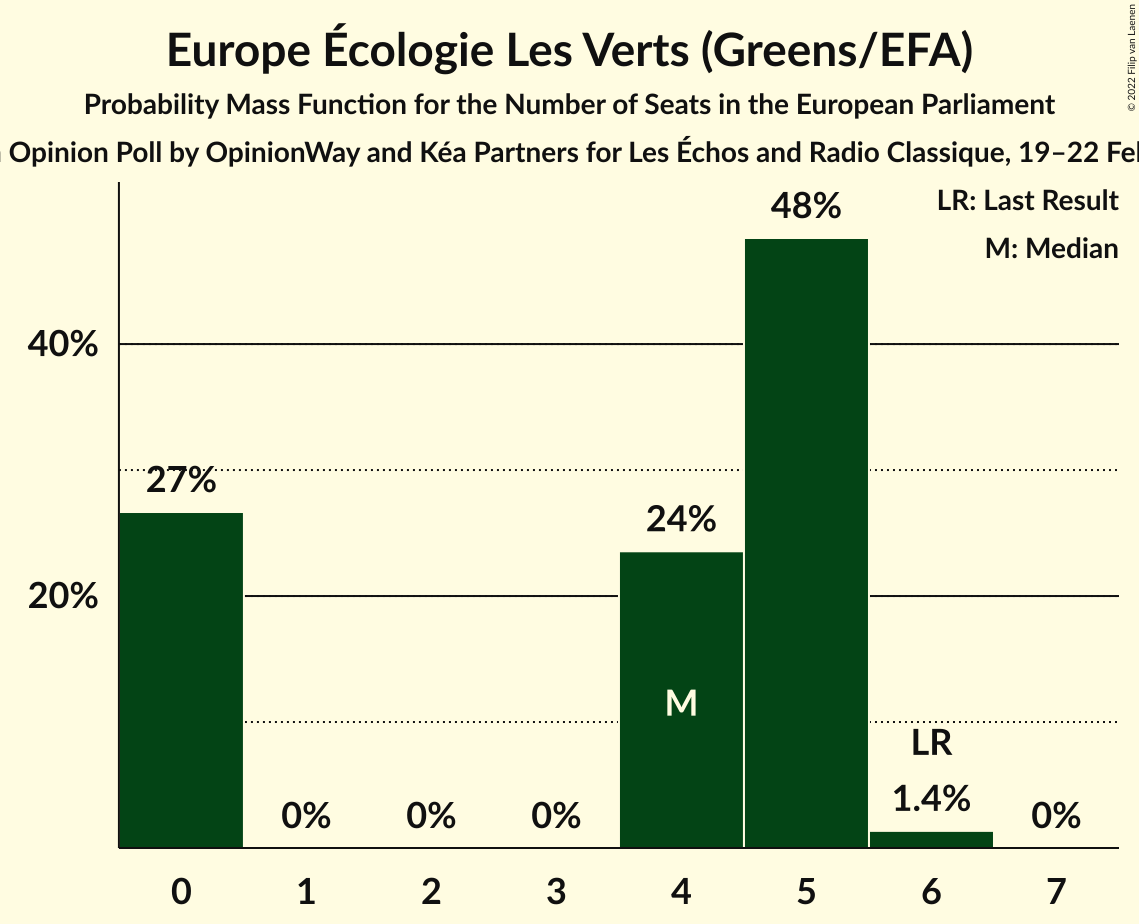 Europe Écologie Les Verts (Greens/EFA)
Probability Mass Function for the Number of Seats in the European Parliament
Opinion Poll by OpinionWay and Kéa Partners for Les Échos and Radio Classique, 19–22
© 2022 Filip van Laenen
LR: Last Result
M: Median
48%
40%
27%
24%
20%
M
LR
1.4%
0%
0%
0%
0%
0
1
2
3
4
5
6
7